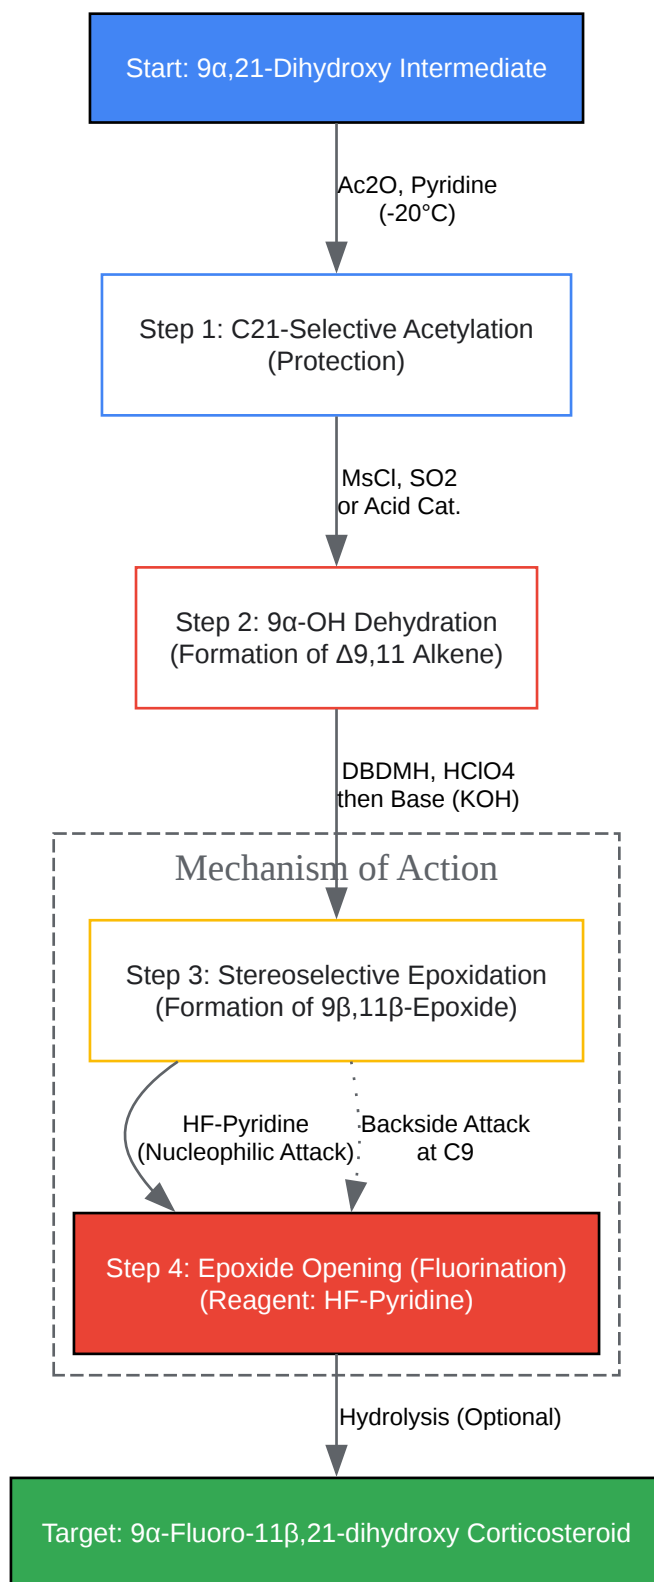 Start: 9α,21-Dihydroxy Intermediate
Ac2O, Pyridine
(-20°C)
Step 1: C21-Selective Acetylation
(Protection)
MsCl, SO2
or Acid Cat.
Step 2: 9α-OH Dehydration
(Formation of Δ9,11 Alkene)
DBDMH, HClO4
then Base (KOH)
Mechanism of Action
Step 3: Stereoselective Epoxidation
(Formation of 9β,11β-Epoxide)
HF-Pyridine
(Nucleophilic Attack)
Backside Attack
at C9
Step 4: Epoxide Opening (Fluorination)
(Reagent: HF-Pyridine)
Hydrolysis (Optional)
Target: 9α-Fluoro-11β,21-dihydroxy Corticosteroid